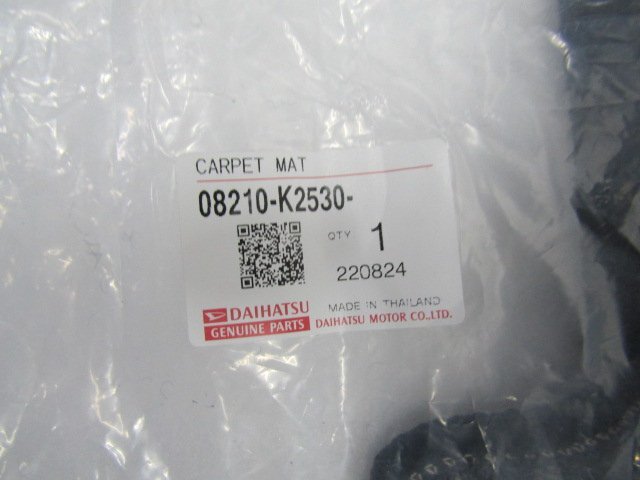 CARPET MAT
08210-K2530-
QTY 1
220824
MADE IN THAILAND
DAIHATSU
GENUINE PARTS
DAIHATSU MOTOR CO.,LTD.